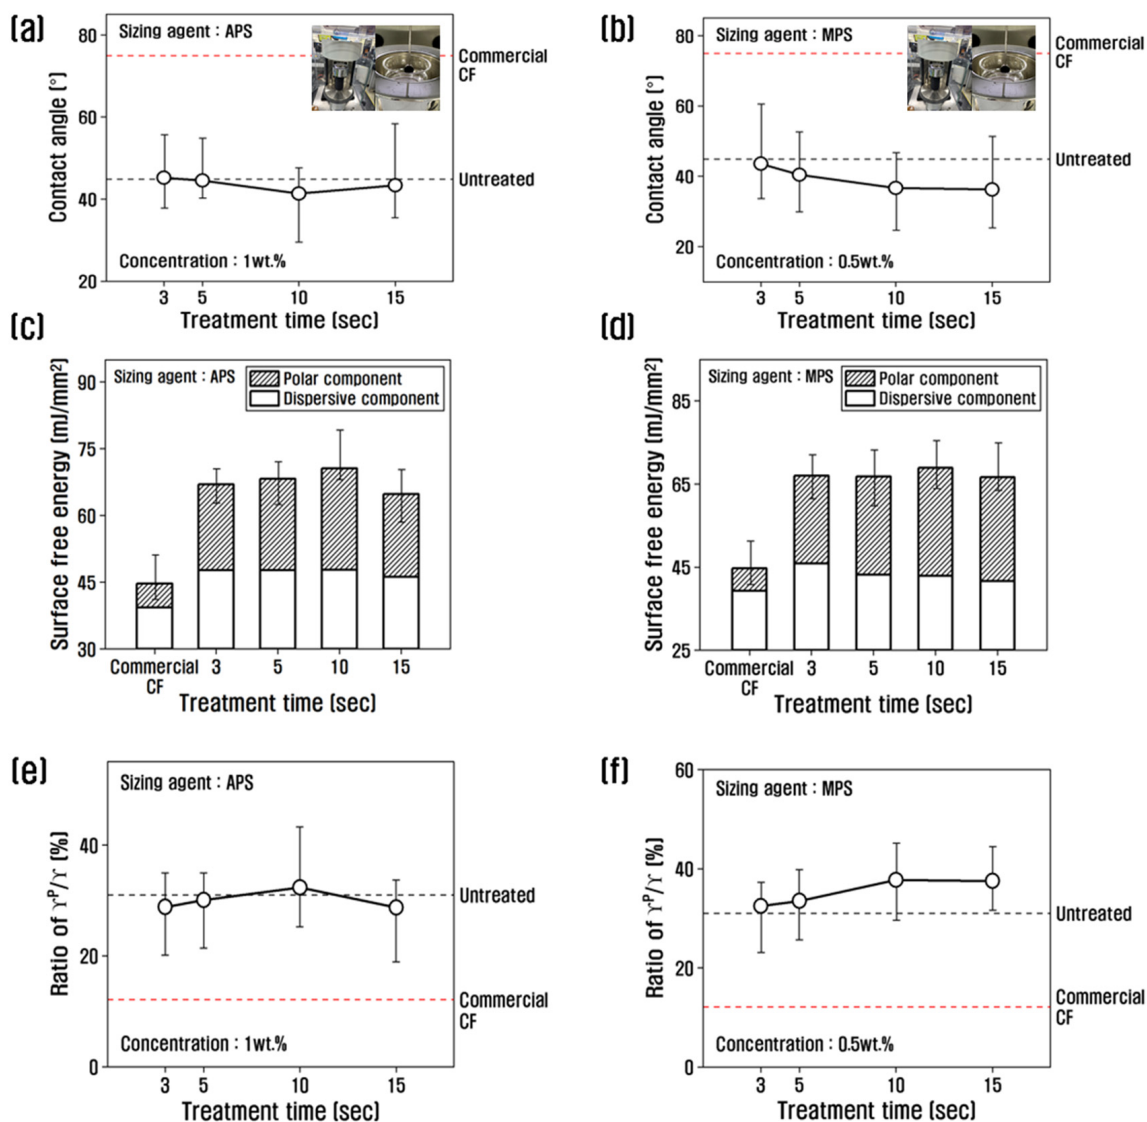 (a)
Sizing agent : APS
80
60
40
20
Contact angle (°)
Commercial
CF
Untreated
Concentration : 1wt.%
3 5 10 15
Treatment time (sec)
(b)
Sizing agent : MPS
80
60
40
20
Contact angle (°)
Commercial
CF
Untreated
Concentration : 0.5wt.%
3 5 10 15
Treatment time (sec)
(c)
Sizing agent : APS
Polar component
Dispersive component
90
75
60
45
30
Surface free energy (mJ/mm²)
Commercial
CF
3 5 10 15
Treatment time (sec)
(d)
Sizing agent : MPS
Polar component
Dispersive component
85
65
45
25
Surface free energy (mJ/mm²)
Commercial
CF
3 5 10 15
Treatment time (sec)
(e)
Sizing agent : APS
40
20
0
Ratio of ϒᴾ/ϒ (%)
Untreated
Commercial
CF
Concentration : 1wt.%
3 5 10 15
Treatment time (sec)
(f)
Sizing agent : MPS
60
40
20
0
Ratio of ϒᴾ/ϒ (%)
Untreated
Commercial
CF
Concentration : 0.5wt.%
3 5 10 15
Treatment time (sec)